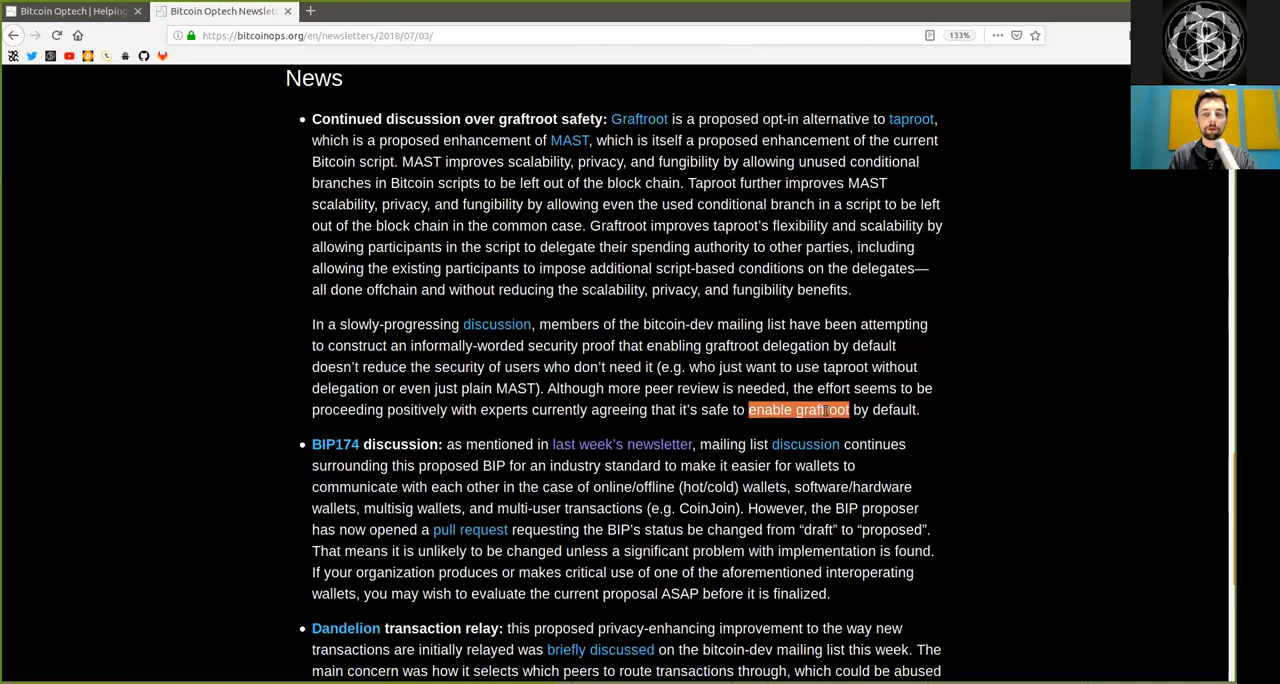 Bitcoin Optech | Helping
Bitcoin Optech Newslett
https://bitcoinops.org/en/newsletters/2018/07/03/
133%
News
Continued discussion over graftroot safety: Graftroot is a proposed opt-in alternative to taproot,
which is a proposed enhancement of MAST, which is itself a proposed enhancement of the current
Bitcoin script. MAST improves scalability, privacy, and fungibility by allowing unused conditional
branches in Bitcoin scripts to be left out of the block chain. Taproot further improves MAST
scalability, privacy, and fungibility by allowing even the used conditional branch in a script to be left
out of the block chain in the common case. Graftroot improves taproot’s flexibility and scalability by
allowing participants in the script to delegate their spending authority to other parties, including
allowing the existing participants to impose additional script-based conditions on the delegates—
all done offchain and without reducing the scalability, privacy, and fungibility benefits.
In a slowly-progressing discussion, members of the bitcoin-dev mailing list have been attempting
to construct an informally-worded security proof that enabling graftroot delegation by default
doesn’t reduce the security of users who don’t need it (e.g. who just want to use taproot without
delegation or even just plain MAST). Although more peer review is needed, the effort seems to be
proceeding positively with experts currently agreeing that it’s safe to enable graftroot by default.
BIP174 discussion: as mentioned in last week’s newsletter, mailing list discussion continues
surrounding this proposed BIP for an industry standard to make it easier for wallets to
communicate with each other in the case of online/offline (hot/cold) wallets, software/hardware
wallets, multisig wallets, and multi-user transactions (e.g. CoinJoin). However, the BIP proposer
has now opened a pull request requesting the BIP’s status be changed from “draft” to “proposed”.
That means it is unlikely to be changed unless a significant problem with implementation is found.
If your organization produces or makes critical use of one of the aforementioned interoperating
wallets, you may wish to evaluate the current proposal ASAP before it is finalized.
Dandelion transaction relay: this proposed privacy-enhancing improvement to the way new
transactions are initially relayed was briefly discussed on the bitcoin-dev mailing list this week. The
main concern was how it selects which peers to route transactions through, which could be abused